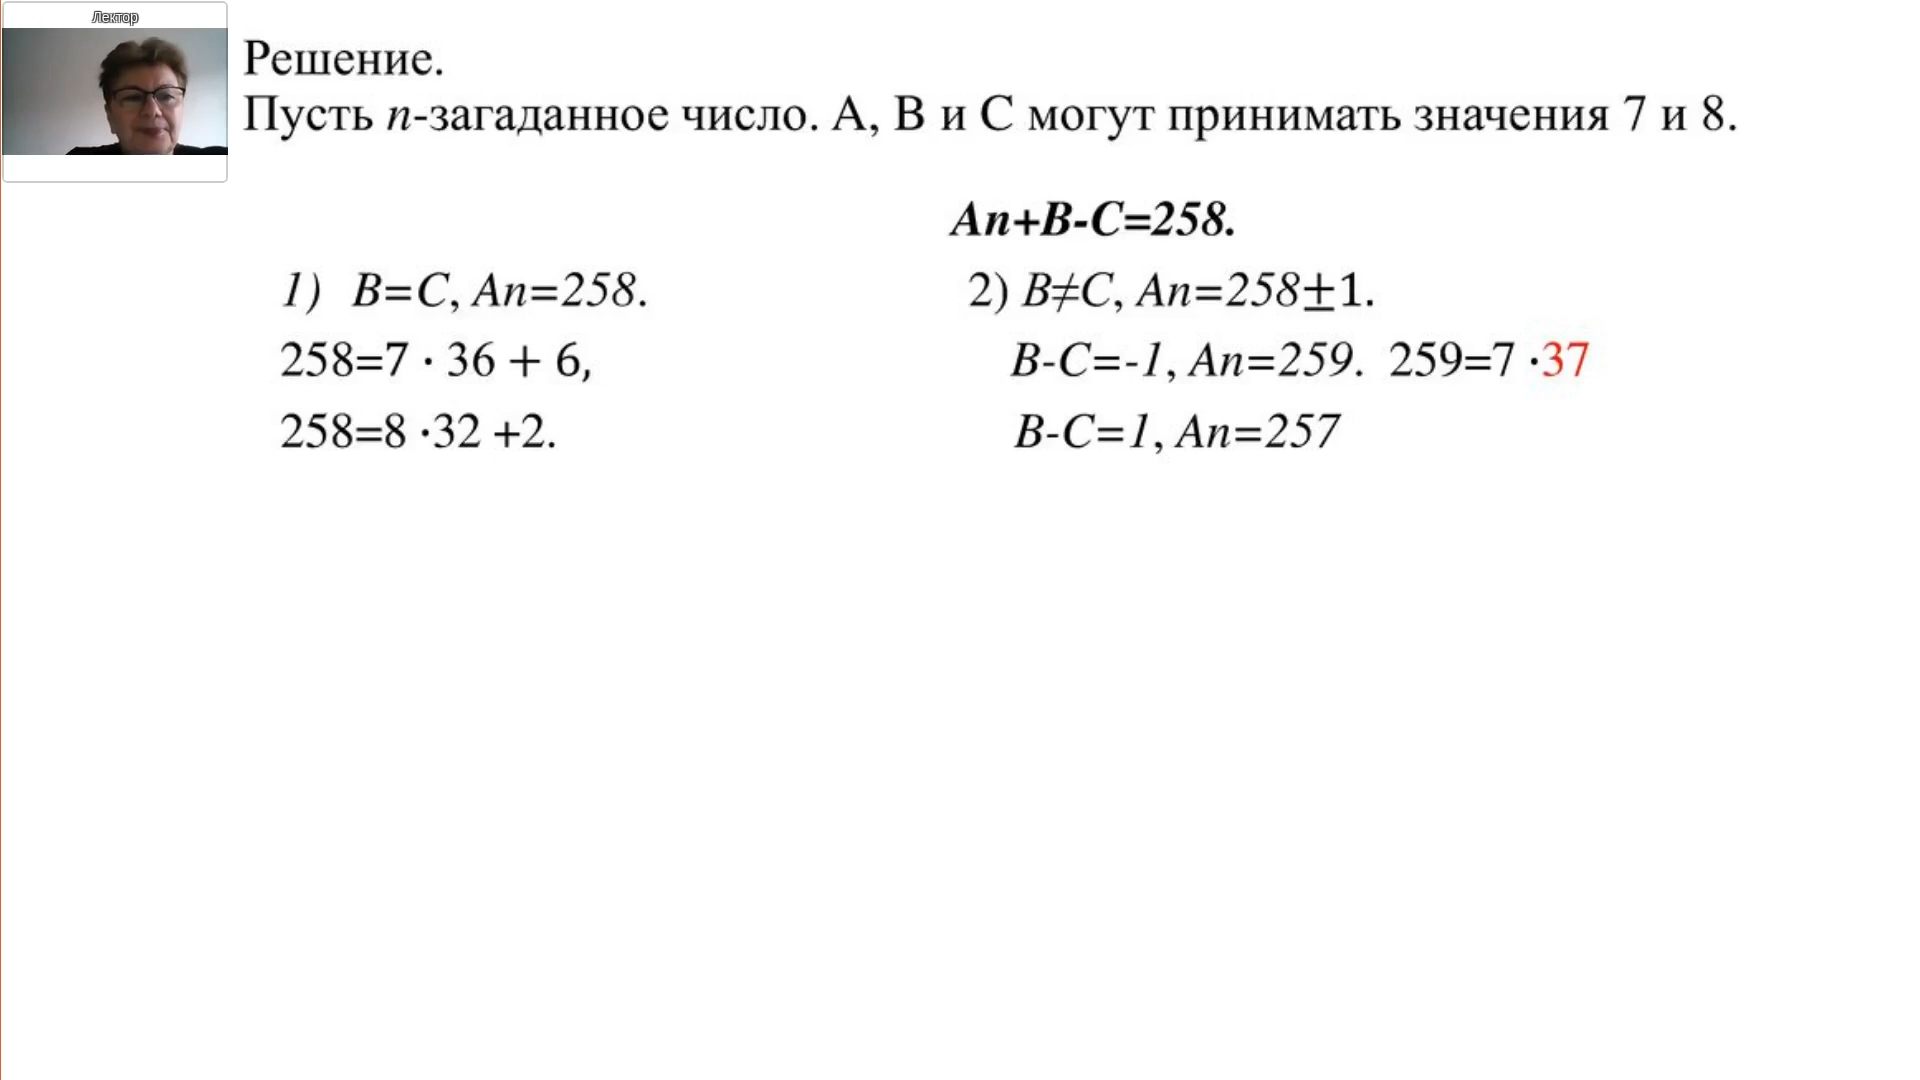 Лектор
Решение.
Пусть n-загаданное число. А, В и С могут принимать значения 7 и 8.
An+B-C=258.
1) B=C, An=258.
258=7 · 36 + 6,
258=8 ·32 +2.
2) B≠C, An=258±1.
B-C=-1, An=259. 259=7 ·37
B-C=1, An=257